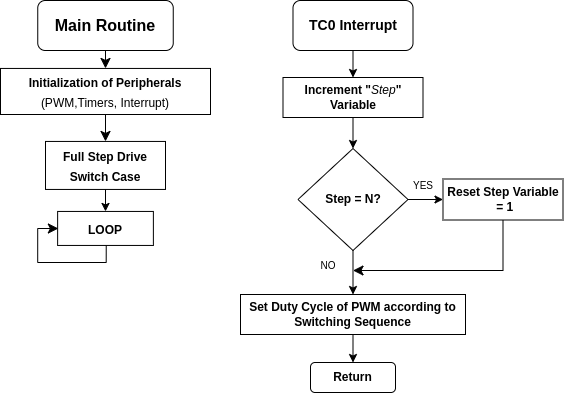 Main Routine
Initialization of Peripherals
(PWM,Timers, Interrupt)
Full Step Drive
Switch Case
LOOP
TC0 Interrupt
Increment "Step"
Variable
Step = N?
YES
Reset Step Variable
= 1
NO
Set Duty Cycle of PWM according to
Switching Sequence
Return